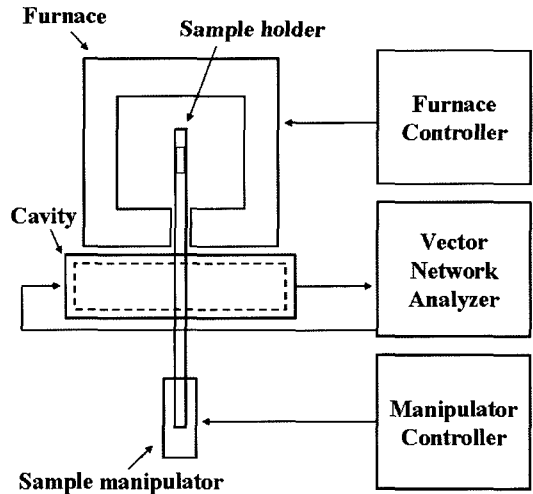 Furnace
Sample holder
Furnace
Controller
Cavity
Vector
Network
Analyzer
Manipulator
Controller
Sample manipulator